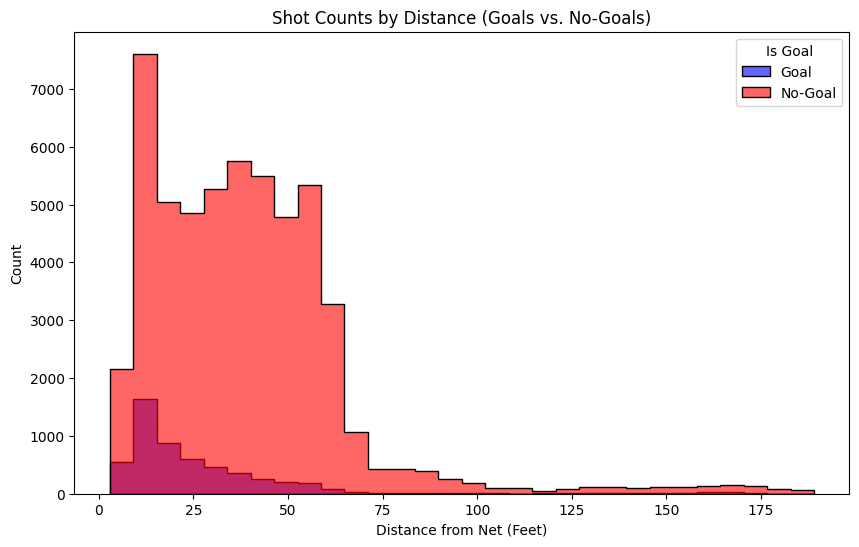 Shot Counts by Distance (Goals vs. No-Goals)
Is Goal
Goal
No-Goal
Count
7000
6000
5000
4000
3000
2000
1000
0
0 25 50 75 100 125 150 175
Distance from Net (Feet)